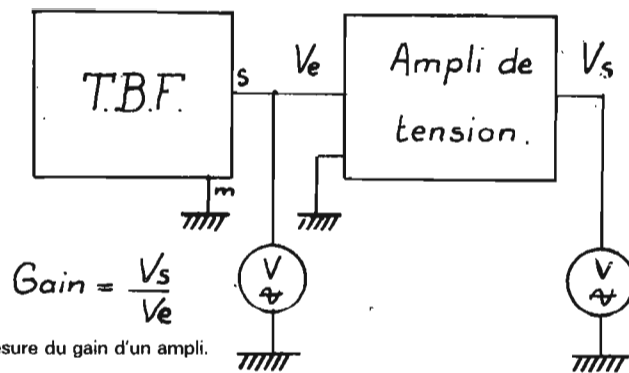 T.B.F.
s
m
Ve
Ampli de
tension.
Vs
V
V
Gain = Vs
Ve
esure du gain d'un ampli.